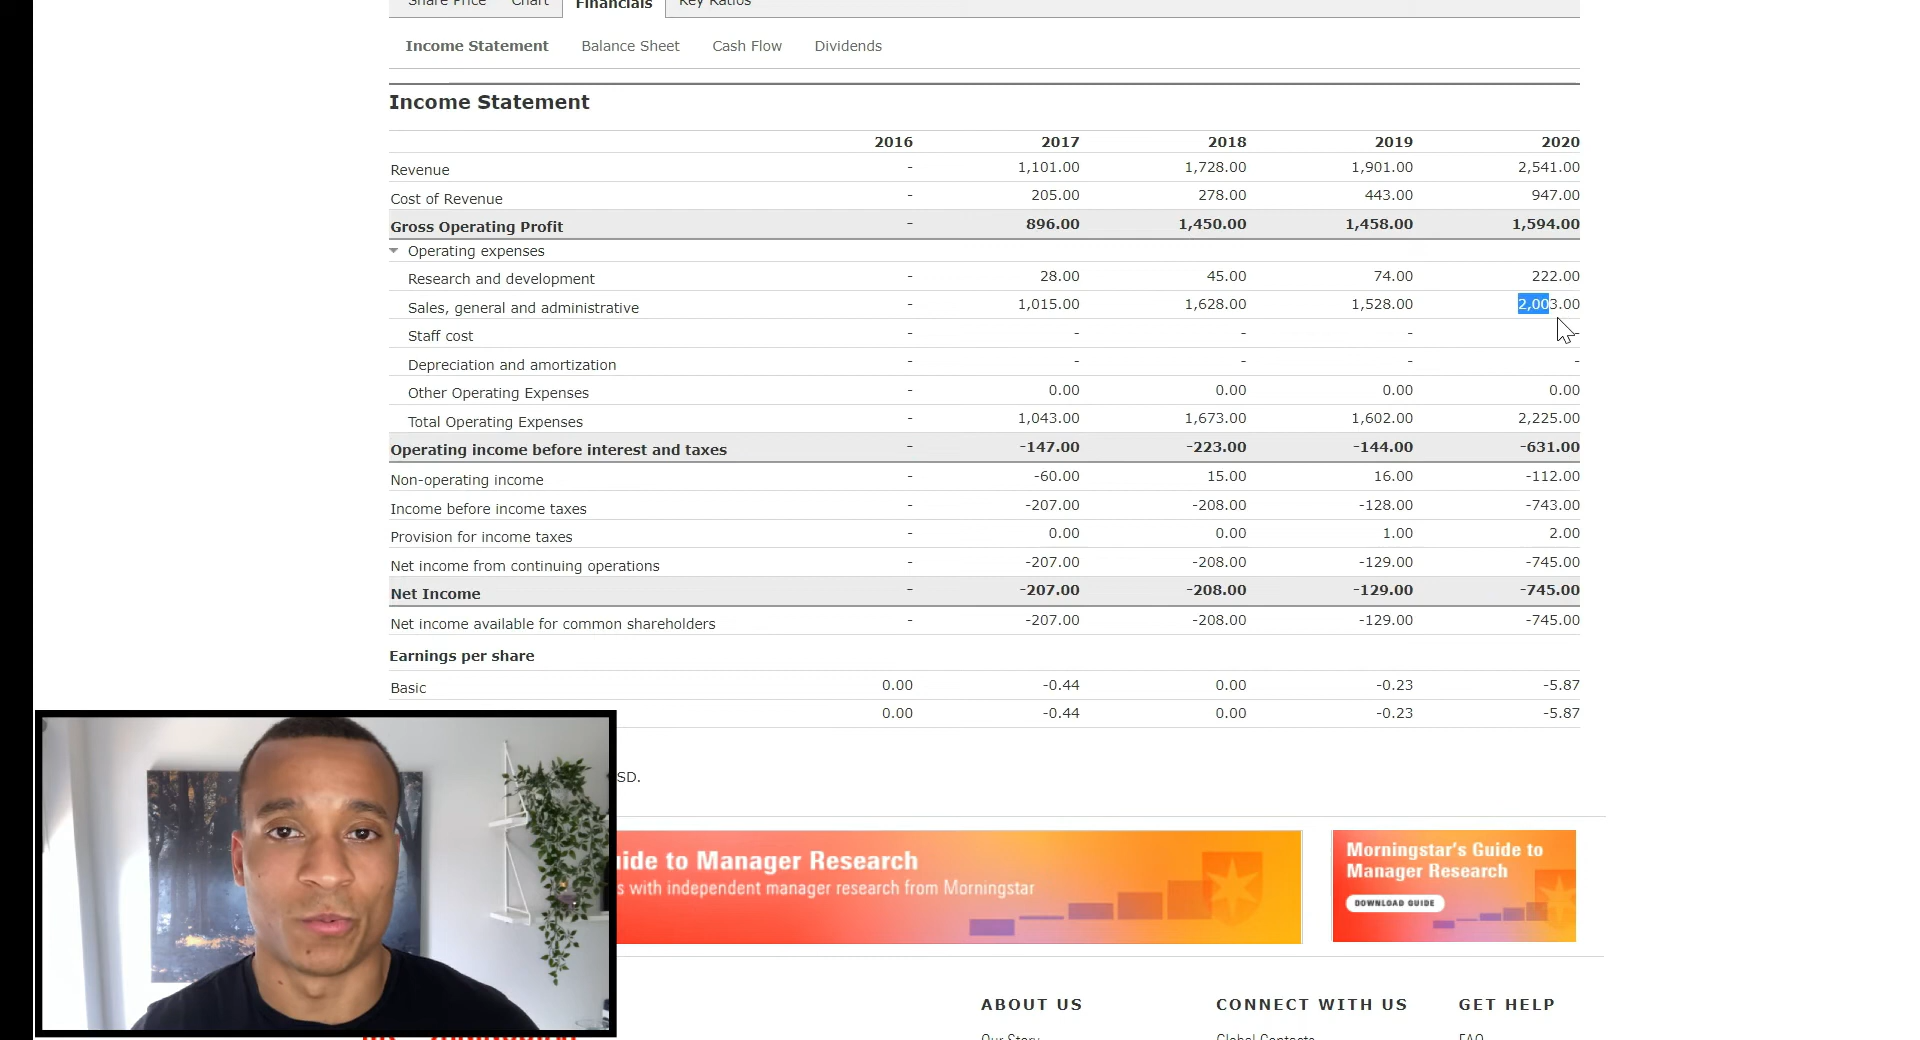 Share Price Chart Financials Key Ratios
Income Statement Balance Sheet Cash Flow Dividends
Income Statement
2016 2017 2018 2019 2020
Revenue - 1,101.00 1,728.00 1,901.00 2,541.00
Cost of Revenue - 205.00 278.00 443.00 947.00
Gross Operating Profit - 896.00 1,450.00 1,458.00 1,594.00
Operating expenses
Research and development - 28.00 45.00 74.00 222.00
Sales, general and administrative - 1,015.00 1,628.00 1,528.00 2,003.00
Staff cost - - - - -
Depreciation and amortization - - - - -
Other Operating Expenses - 0.00 0.00 0.00 0.00
Total Operating Expenses - 1,043.00 1,673.00 1,602.00 2,225.00
Operating income before interest and taxes - -147.00 -223.00 -144.00 -631.00
Non-operating income - -60.00 15.00 16.00 -112.00
Income before income taxes - -207.00 -208.00 -128.00 -743.00
Provision for income taxes - 0.00 0.00 1.00 2.00
Net income from continuing operations - -207.00 -208.00 -129.00 -745.00
Net Income - -207.00 -208.00 -129.00 -745.00
Net income available for common shareholders - -207.00 -208.00 -129.00 -745.00
Earnings per share
Basic 0.00 -0.44 0.00 -0.23 -5.87
0.00 -0.44 0.00 -0.23 -5.87
SD.
uide to Manager Research
s with independent manager research from Morningstar
Morningstar's Guide to
Manager Research
DOWNLOAD GUIDE
ABOUT US CONNECT WITH US GET HELP
Our Story Global Contacts FAQ